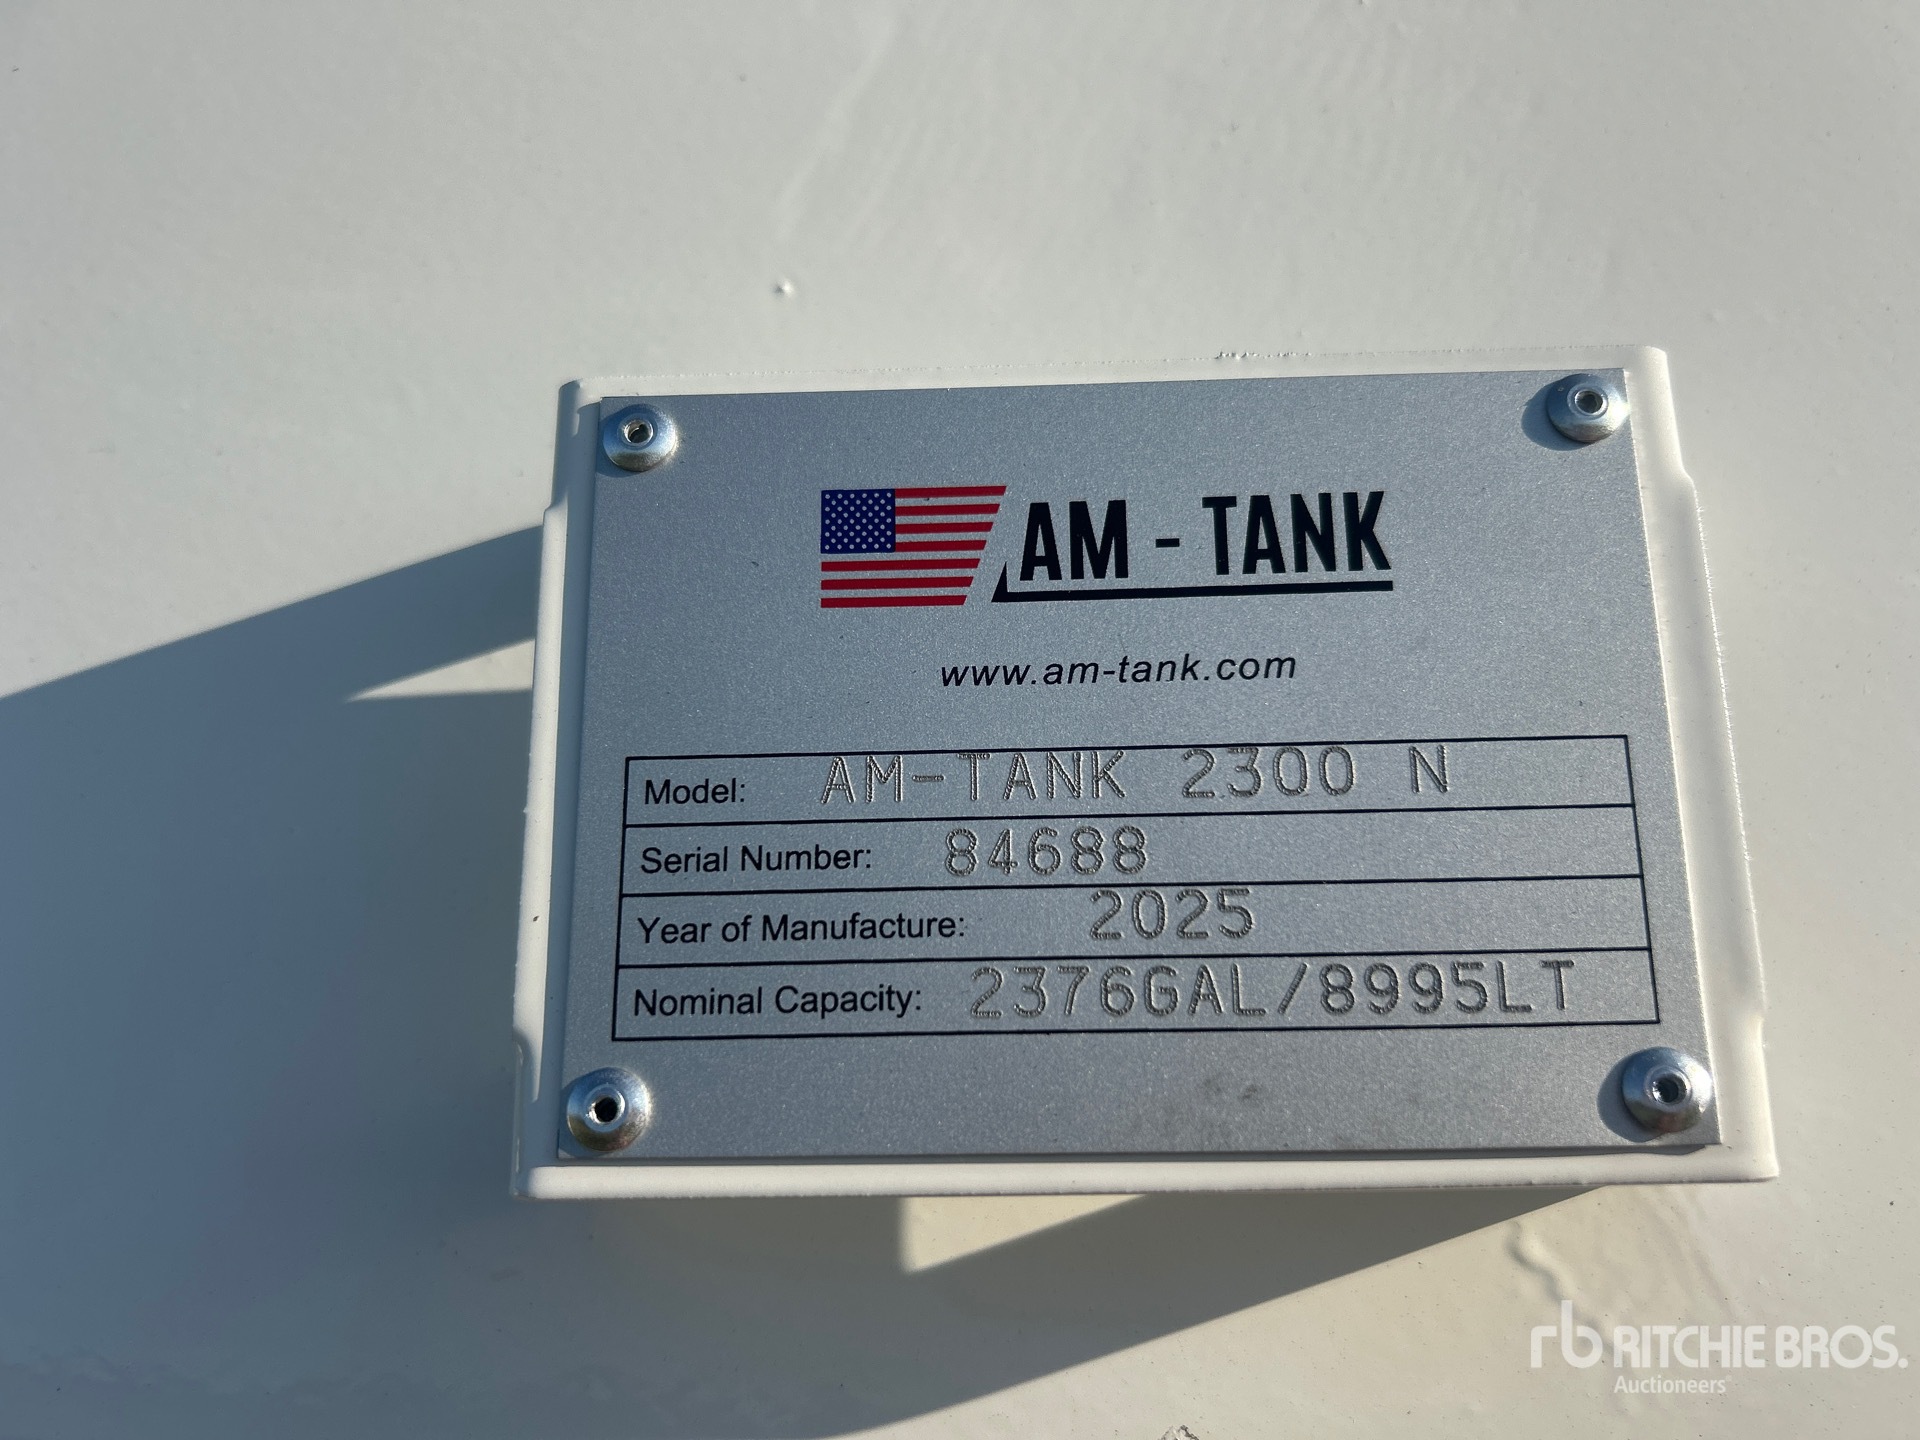 AM - TANK
www.am-tank.com
Model: AM-TANK 2300 N
Serial Number: 84688
Year of Manufacture: 2025
Nominal Capacity: 2376GAL/8995LT
rb RITCHIE BROS.
Auctioneers